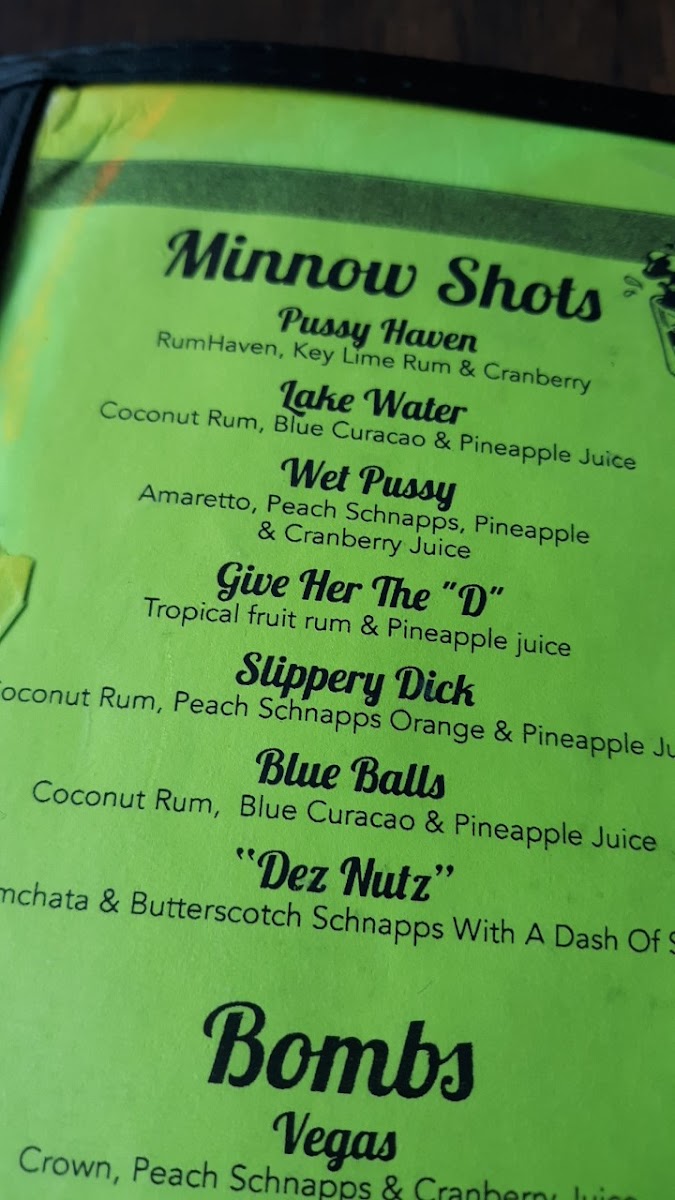 Minnow Shots
Pussy Haven
RumHaven, Key Lime Rum & Cranberry
Lake Water
Coconut Rum, Blue Curacao & Pineapple Juice
Wet Pussy
Amaretto, Peach Schnapps, Pineapple
& Cranberry Juice
Give Her The "D"
Tropical fruit rum & Pineapple juice
Slippery Dick
oconut Rum, Peach Schnapps Orange & Pineapple Ju
Blue Balls
Coconut Rum, Blue Curacao & Pineapple Juice
“Dez Nutz”
mchata & Butterscotch Schnapps With A Dash Of S
Bombs
Vegas
Crown, Peach Schnapps & Cranberry Juice